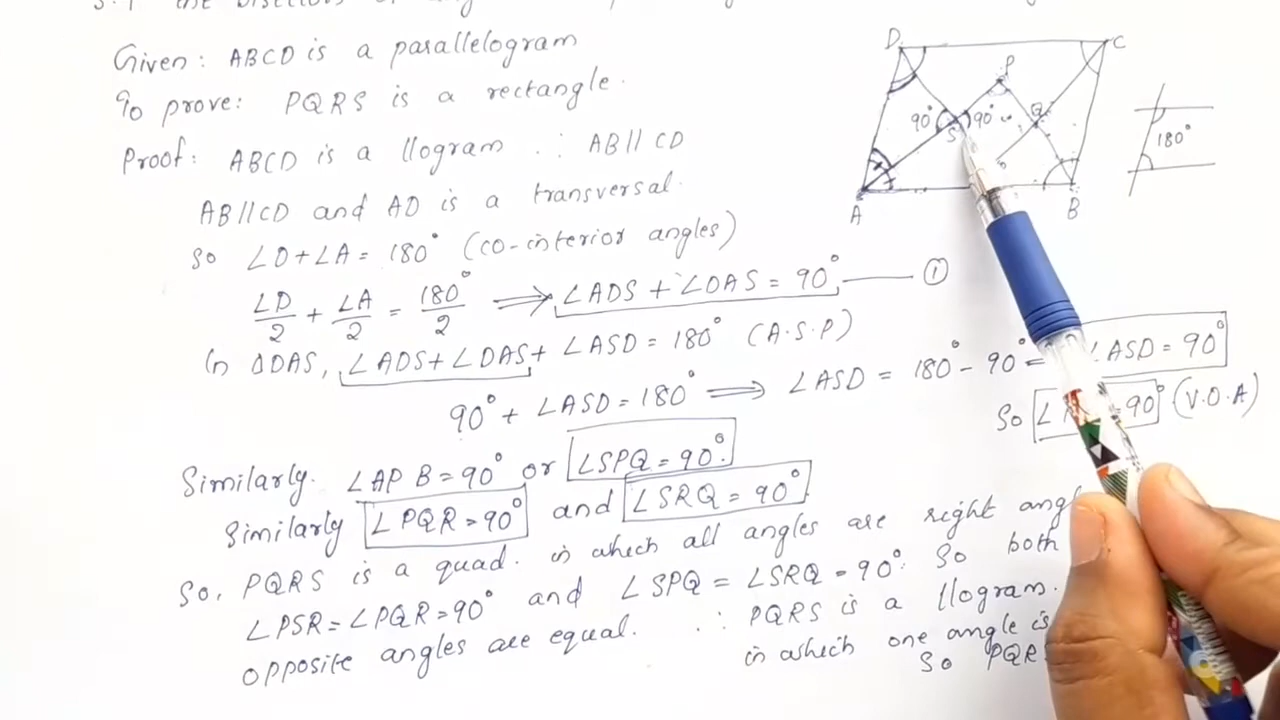 Given: ABCD is a parallelogram
To prove: PQRS is a rectangle.
Proof: ABCD is a llogram ∴ AB // CD
AB//CD and AD is a transversal.
So ∠D+∠A = 180° (co-interior angles)
∠D/2 + ∠A/2 = 180°/2 ⟹ ∠ADS + ∠DAS = 90° —— ①
In ΔDAS, ∠ADS + ∠DAS + ∠ASD = 180° (A.S.P)
90° + ∠ASD = 180° ⟹ ∠ASD = 180° - 90° = ∠ASD = 90°
So ∠ = 90° (V.O.A)
Similarly. ∠APB = 90° or ∠SPQ = 90°.
Similarly ∠PQR = 90° and ∠SRQ = 90°
So, PQRS is a quad. in which all angles are right
∠PSR = ∠PQR = 90° and ∠SPQ = ∠SRQ = 90°. So both
opposite angles are equal. ∴ PQRS is a llogram.
in which one angle is
So PQR
D
C
P
90°
90°
Q
S
A
B
180°